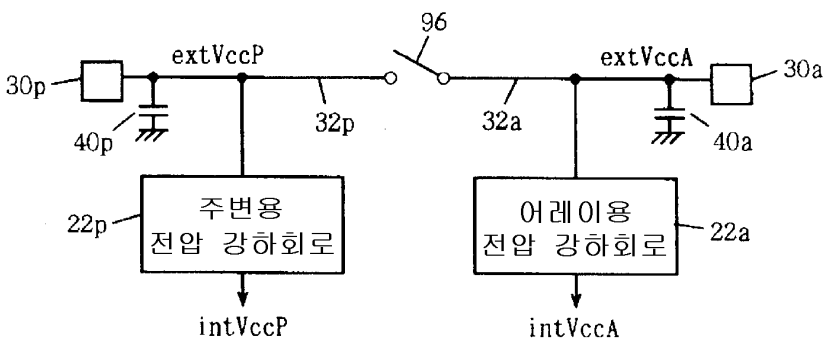 96
extVccP
extVccA
30p
30a
40p
32p
32a
40a
22p
주변용
전압 강하회로
어레이용
전압 강하회로
22a
intVccP
intVccA